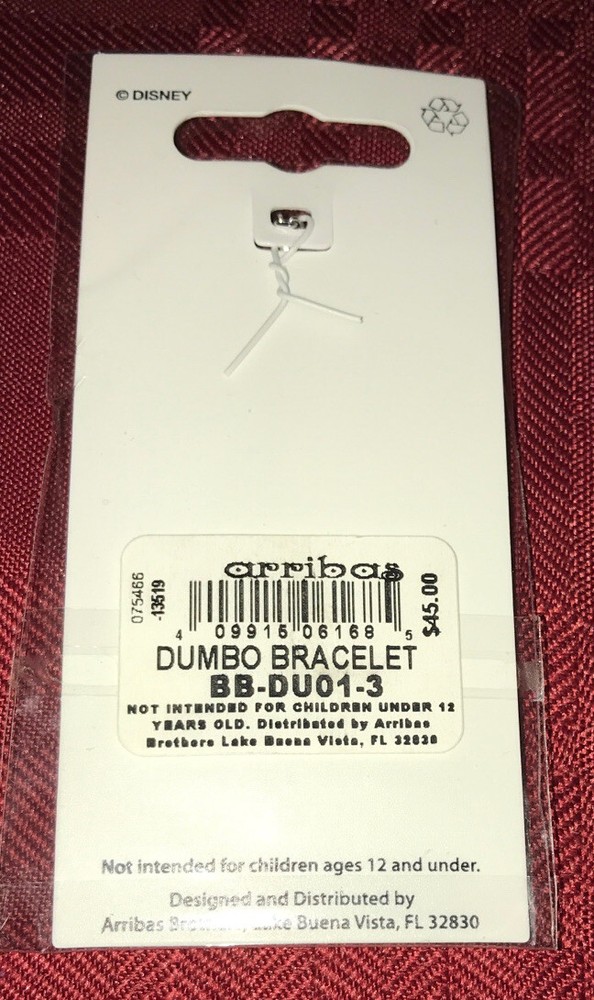 © DISNEY
arribas
075466
-13519
$45.00
4 09915 06168 5
DUMBO BRACELET
BB-DU01-3
NOT INTENDED FOR CHILDREN UNDER 12
YEARS OLD. Distributed by Arribas
Brothers Lake Buena Vista, FL 32830
Not intended for children ages 12 and under.
Designed and Distributed by
Arribas Brothers, Lake Buena Vista, FL 32830